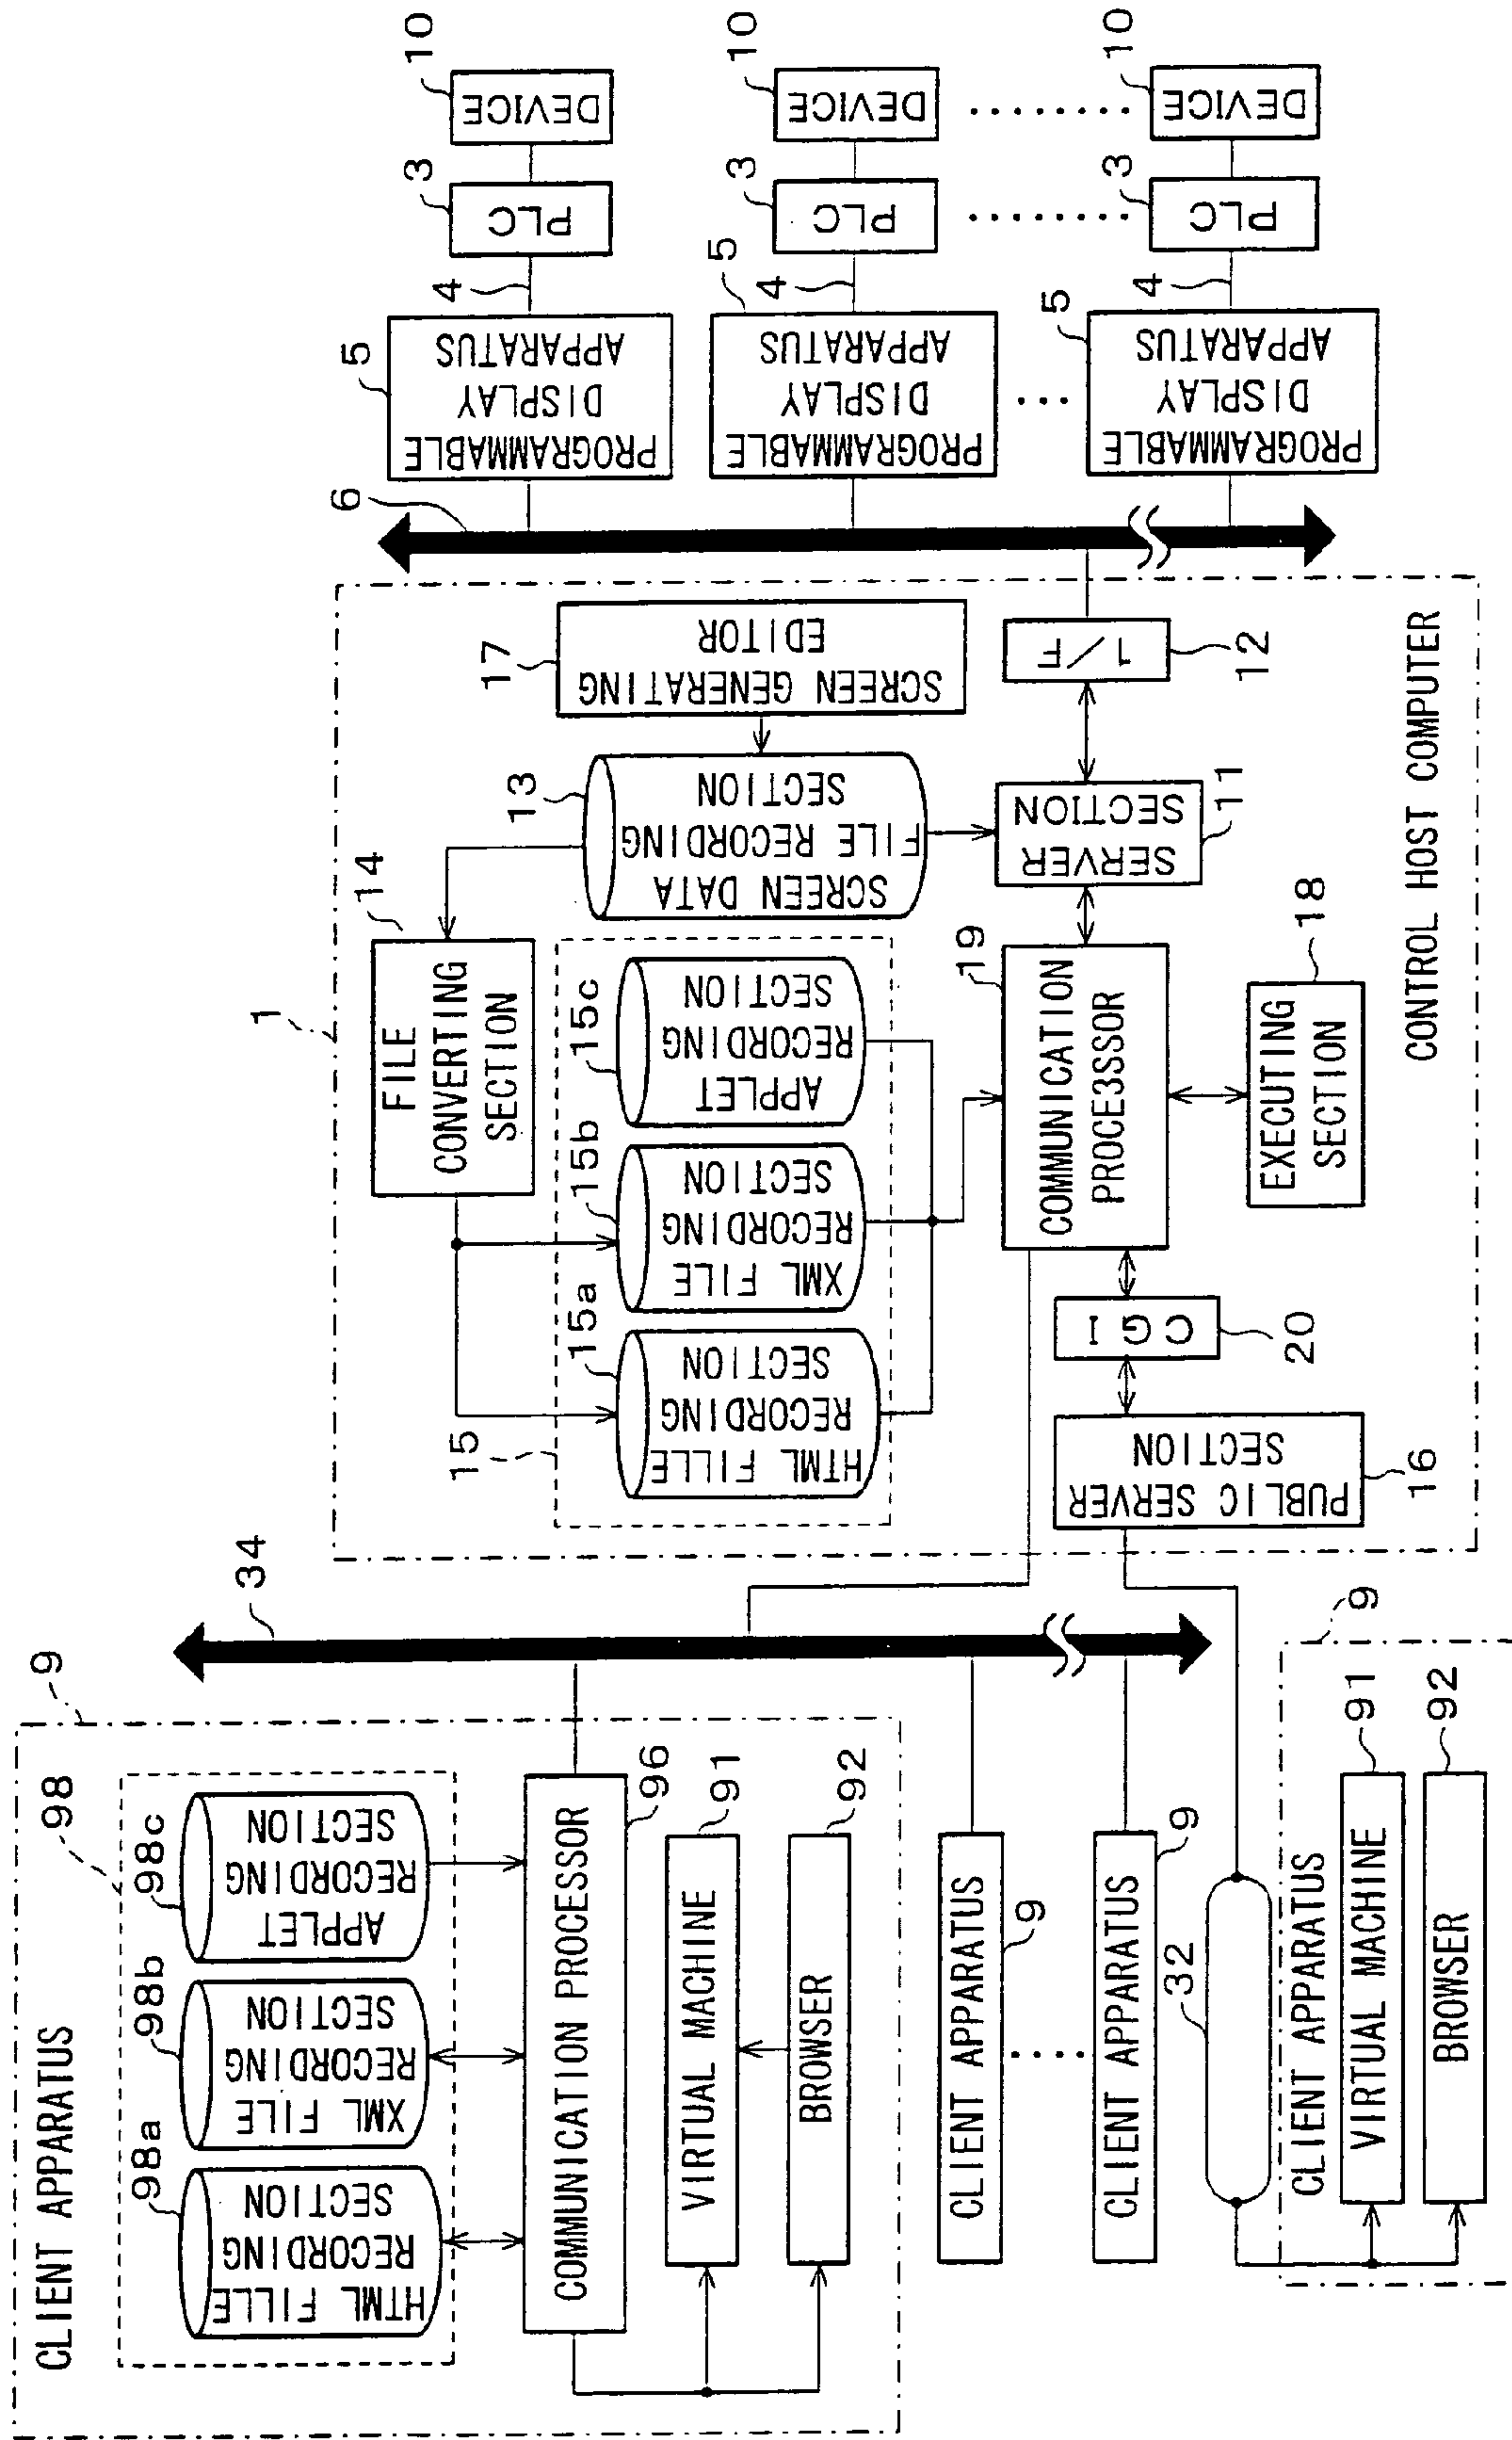 CLIENT APPARATUS
9
98
98a
HTML FILLE
RECORDING
SECTION
98b
XML FILE
RECORDING
SECTION
98c
APPLET
RECORDING
SECTION
COMMUNICATION PROCESSOR
96
VIRTUAL MACHINE
91
BROWSER
92
CLIENT APPARATUS
9
CLIENT APPARATUS
9
32
CLIENT APPARATUS
9
VIRTUAL MACHINE
91
BROWSER
92
34
1
14
FILE
CONVERTING
SECTION
15
15a
HTML FILLE
RECORDING
SECTION
15b
XML FILE
RECORDING
SECTION
15c
APPLET
RECORDING
SECTION
13
SCREEN DATA
FILE RECORDING
SECTION
17
SCREEN GENERATING
EDITOR
PUBLIC SERVER
SECTION
16
CGI
20
19
COMMUNICATION
PROCE3SSOR
EXECUTING
SECTION
18
SERVER
SECTION
11
1/F
12
CONTROL HOST COMPUTER
6
5
PROGRAMMABLE
DISPLAY
APPARATUS
4
3
PLC
10
DEVICE
5
PROGRAMMABLE
DISPLAY
APPARATUS
4
3
PLC
10
DEVICE
5
PROGRAMMABLE
DISPLAY
APPARATUS
4
3
PLC
10
DEVICE